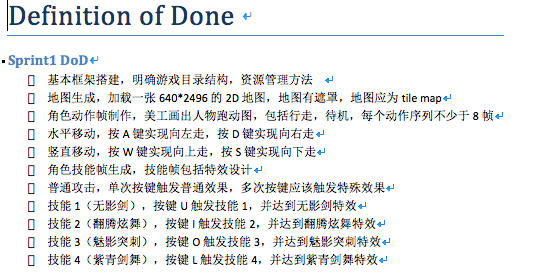 Definition of Done
Sprint1 DoD
基本框架搭建，明确游戏目录结构，资源管理方法
地图生成，加载一张 640*2496 的 2D 地图，地图有遮罩，地图应为 tile map
角色动作帧制作，美工画出人物跑动图，包括行走，待机，每个动作序列不少于 8 帧
水平移动，按 A 键实现向左走，按 D 键实现向右走
竖直移动，按 W 键实现向上走，按 S 键实现向下走
角色技能帧生成，技能帧包括特效设计
普通攻击，单次按键触发普通效果，多次按键应该触发特殊效果
技能 1（无影剑），按键 U 触发技能 1，并达到无影剑特效
技能 2（翻腾炫舞），按键 I 触发技能 2，并达到翻腾炫舞特效
技能 3（魅影突刺），按键 O 触发技能 3，并达到魅影突刺特效
技能 4（紫青剑舞），按键 L 触发技能 4，并达到紫青剑舞特效